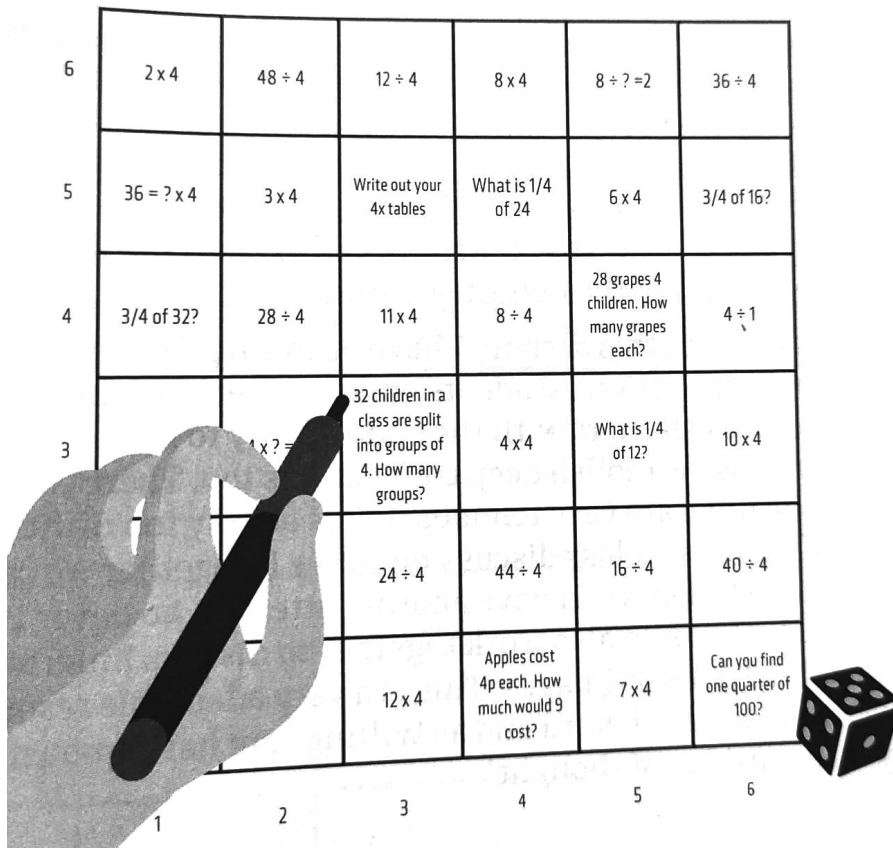 6
2 x 4
48 ÷ 4
12 ÷ 4
8 x 4
8 ÷ ? =2
36 ÷ 4
5
36 = ? x 4
3 x 4
Write out your
4x tables
What is 1/4
of 24
6 x 4
3/4 of 16?
4
3/4 of 32?
28 ÷ 4
11 x 4
8 ÷ 4
28 grapes 4
children. How
many grapes
each?
4 ÷ 1
3
x ? =
32 children in a
class are split
into groups of
4. How many
groups?
4 x 4
What is 1/4
of 12?
10 x 4
24 ÷ 4
44 ÷ 4
16 ÷ 4
40 ÷ 4
12 x 4
Apples cost
4p each. How
much would 9
cost?
7 x 4
Can you find
one quarter of
100?
1
2
3
4
5
6